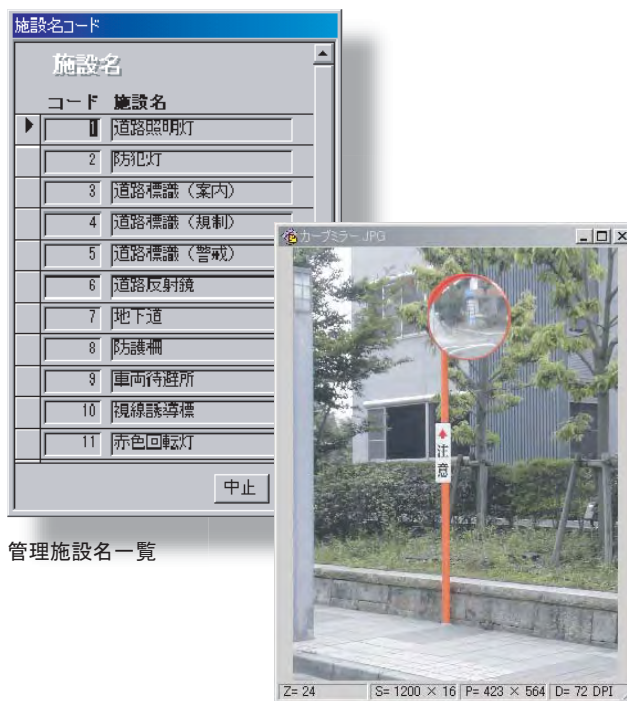 施設名コード
施設名
コード 施設名
1 道路照明灯
2 防犯灯
3 道路標識（案内）
4 道路標識（規制）
5 道路標識（警戒）
6 道路反射鏡
7 地下道
8 防護柵
9 車両待避所
10 視線誘導標
11 赤色回転灯
中止
管理施設名一覧
カーブミラー.JPG
注意
Z= 24 S= 1200 × 16 P= 423 × 564 D= 72 DPI